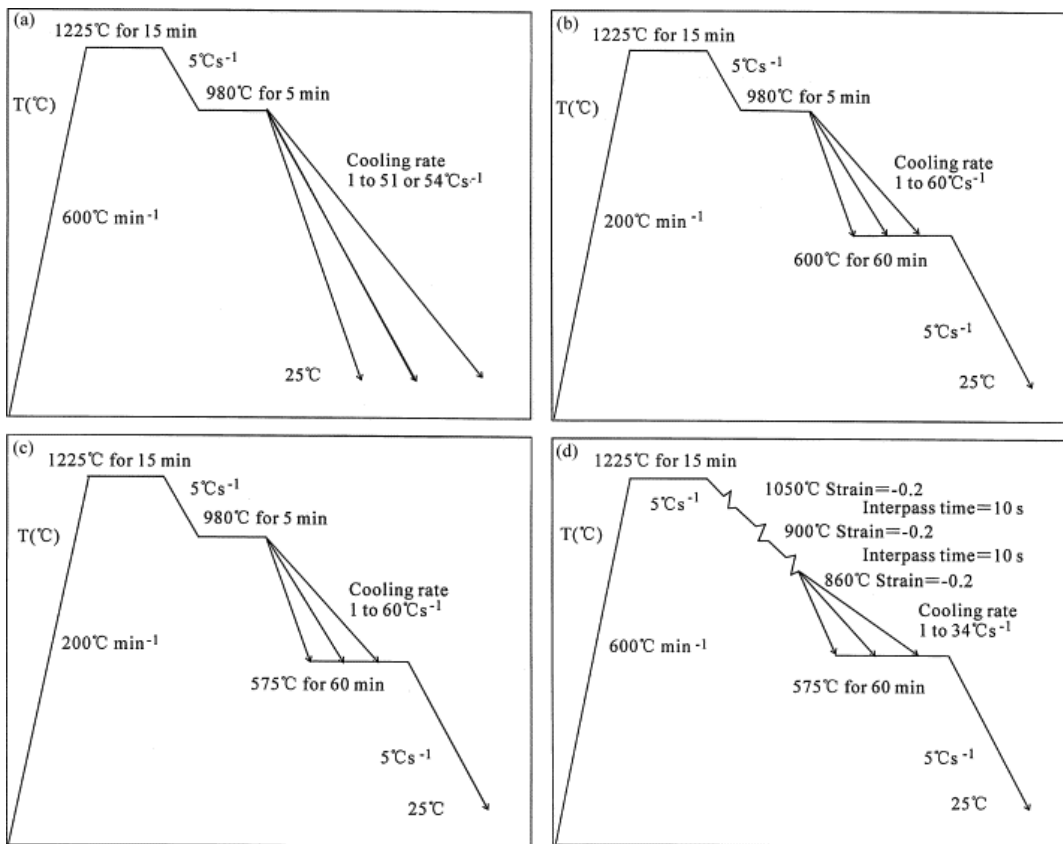 (a)
1225℃ for 15 min
5℃s⁻¹
980℃ for 5 min
T(℃)
Cooling rate
1 to 51 or 54℃s⁻¹
600℃ min⁻¹
25℃
(b)
1225℃ for 15 min
5℃s⁻¹
980℃ for 5 min
T(℃)
Cooling rate
1 to 60℃s⁻¹
200℃ min⁻¹
600℃ for 60 min
5℃s⁻¹
25℃
(c)
1225℃ for 15 min
5℃s⁻¹
980℃ for 5 min
T(℃)
Cooling rate
1 to 60℃s⁻¹
200℃ min⁻¹
575℃ for 60 min
5℃s⁻¹
25℃
(d)
1225℃ for 15 min
5℃s⁻¹
1050℃ Strain=-0.2
Interpass time=10 s
T(℃)
900℃ Strain=-0.2
Interpass time=10 s
860℃ Strain=-0.2
Cooling rate
1 to 34℃s⁻¹
600℃ min⁻¹
575℃ for 60 min
5℃s⁻¹
25℃